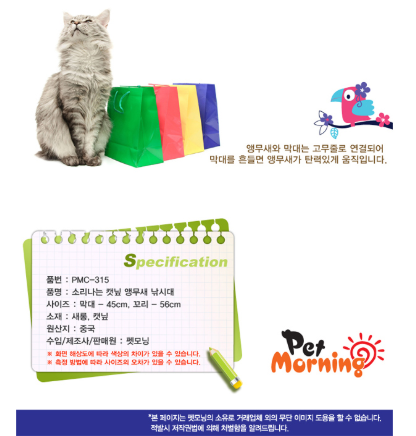 앵무새와 막대는 고무줄로 연결되어
막대를 흔들면 앵무새가 탄력있게 움직입니다.
Specification
품번 : PMC-315
품명 : 소리나는 캣닢 앵무새 낚시대
사이즈 : 막대 - 45cm, 꼬리 - 56cm
소재 : 새롱, 캣닢
원산지 : 중국
수입/제조사/판매원 : 펫모닝
※ 화면 해상도에 따라 색상의 차이가 있을 수 있습니다.
※ 측정 방법에 따라 사이즈의 오차가 있을 수 있습니다.
Pet
Morning
*본 페이지는 펫모닝의 소유로 거래업체 외의 무단 이미지 도용을 할 수 없습니다.
적발시 저작권법에 의해 처벌함을 알려드립니다.